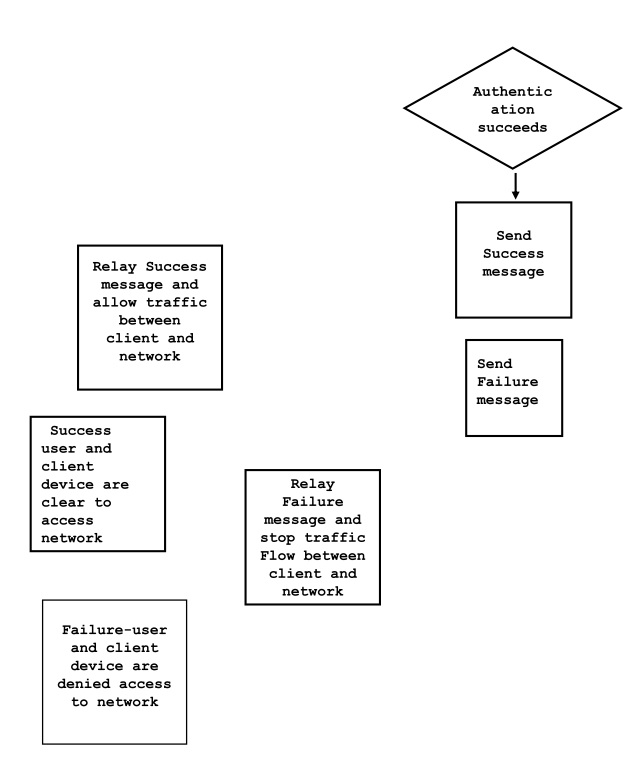 Authentic
ation
succeeds
Send
Success
message
Relay Success
message and
allow traffic
between
client and
network
Send
Failure
message
Success
user and
client
device are
clear to
access
network
Relay
Failure
message and
stop traffic
Flow between
client and
network
Failure-user
and client
device are
denied access
to network